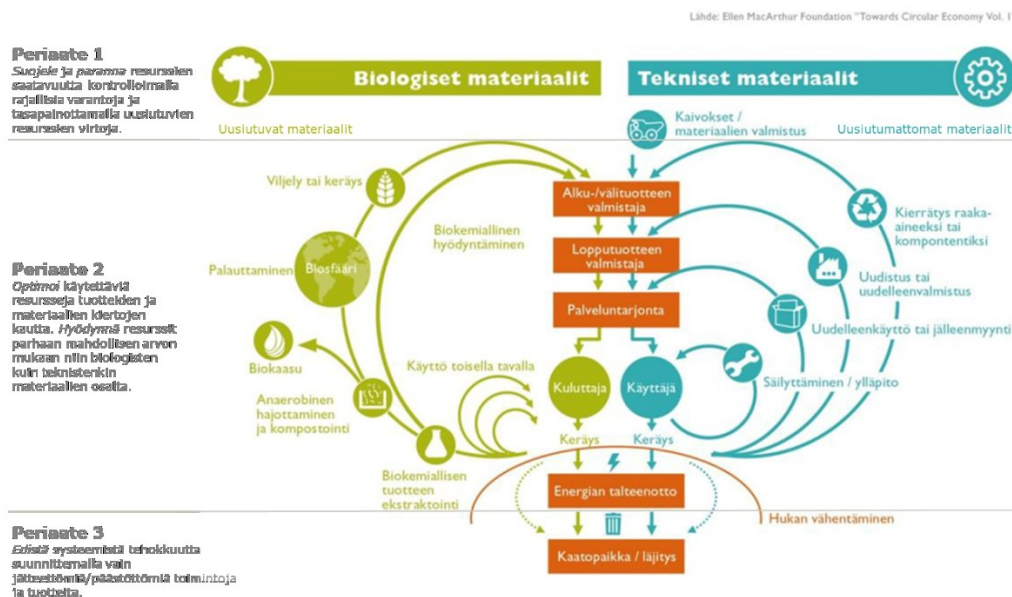 Lähde: Ellen MacArthur Foundation "Towards Circular Economy Vol. 1
Periaate 1
Suojele ja paranna resurssien
saatavuutta kontrolloimalla
rajallisia varantoja ja
tasapainottamalla uusiutuvien
resurssien virtoja.
Biologiset materiaalit
Tekniset materiaalit
Uusiutuvat materiaalit
Kaivokset /
materiaalien valmistus
Uusiutumattomat materiaalit
Viljely tai keräys
Alku-/välituotteen
valmistaja
Biokemiallinen
hyödyntäminen
Kierrätys raaka-
aineeksi tai
komponentiksi
Lopputuotteen
valmistaja
Palauttaminen
Biosfääri
Uudistus tai
uudelleenvalmistus
Periaate 2
Optimoi käytettäviä
resursseja tuotteiden ja
materiaalien kiertojen
kautta. Hyödynnä resurssit
parhaan mahdollisen arvon
mukaan niin biologisten
kuin teknistenkin
materiaalien osalta.
Palveluntarjonta
Uudelleenkäyttö tai jälleenmyynti
Biokaasu
Käyttö toisella tavalla
Kuluttaja
Käyttäjä
Säilyttäminen / ylläpito
Anaerobinen
hajottaminen
ja kompostointi
Keräys
Keräys
Biokemiallisen
tuotteen
ekstraktointi
Energian talteenotto
Hukan vähentäminen
Periaate 3
Edistä systeemistä tehokkuutta
suunnittemalla vain
jätteettömiä/päästöttömiä toimintoja
ja tuotteita.
Kaatopaikka / läjitys